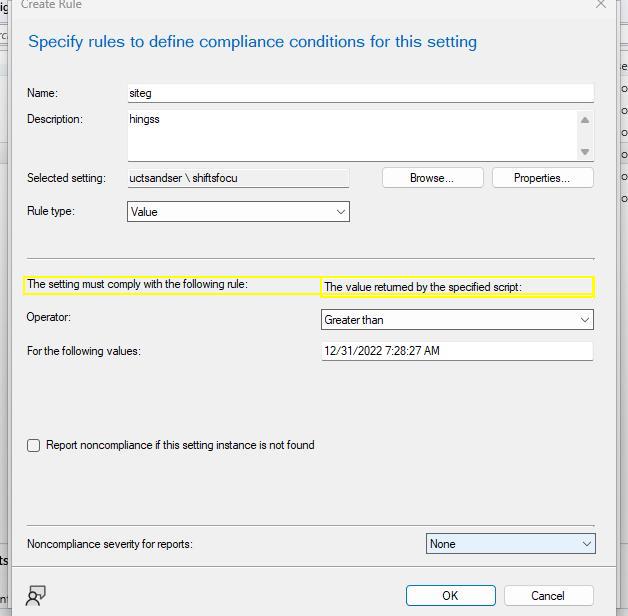 Create Rule
Specify rules to define compliance conditions for this setting
Name: siteg
Description: hingss
Selected setting: uctsandser \ shiftsfocu Browse... Properties...
Rule type: Value
The setting must comply with the following rule: The value returned by the specified script:
Operator: Greater than
For the following values: 12/31/2022 7:28:27 AM
Report noncompliance if this setting instance is not found
Noncompliance severity for reports: None
OK Cancel